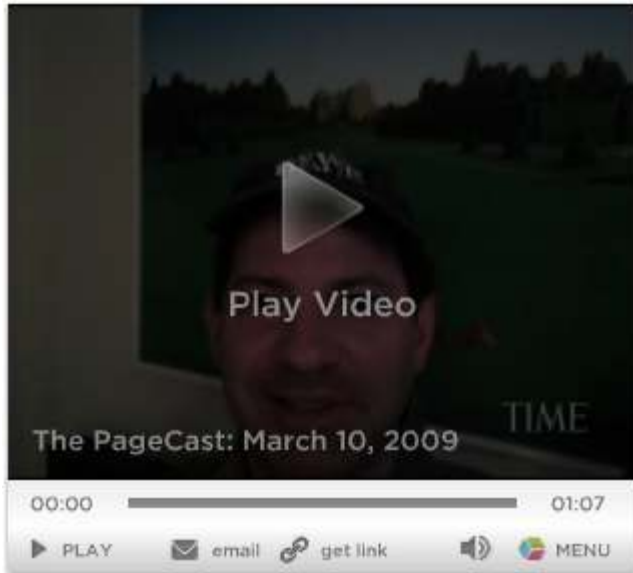 Play Video
TIME
The PageCast: March 10, 2009
00:00 01:07
PLAY email get link MENU